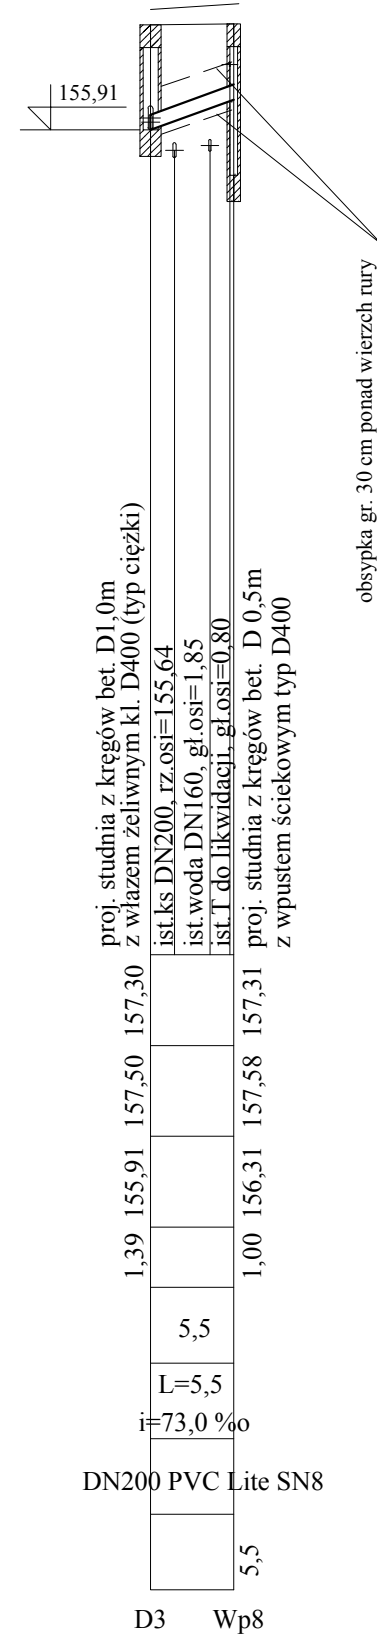 155,91
obsypka gr. 30 cm ponad wierzch rury
proj. studnia z kręgów bet. D1,0m
z włazem żeliwnym kl. D400 (typ ciężki)
ist.ks DN200, rz.osi=155,64
ist.woda DN160, gł.osi=1,85
ist.T do likwidacji, gł.osi=0,80
proj. studnia z kręgów bet. D 0,5m
z wpustem ściekowym typ D400
157,30
157,31
157,50
157,58
155,91
156,31
1,39
1,00
5,5
L=5,5
i=73,0 %o
DN200 PVC Lite SN8
5,5
D3
Wp8